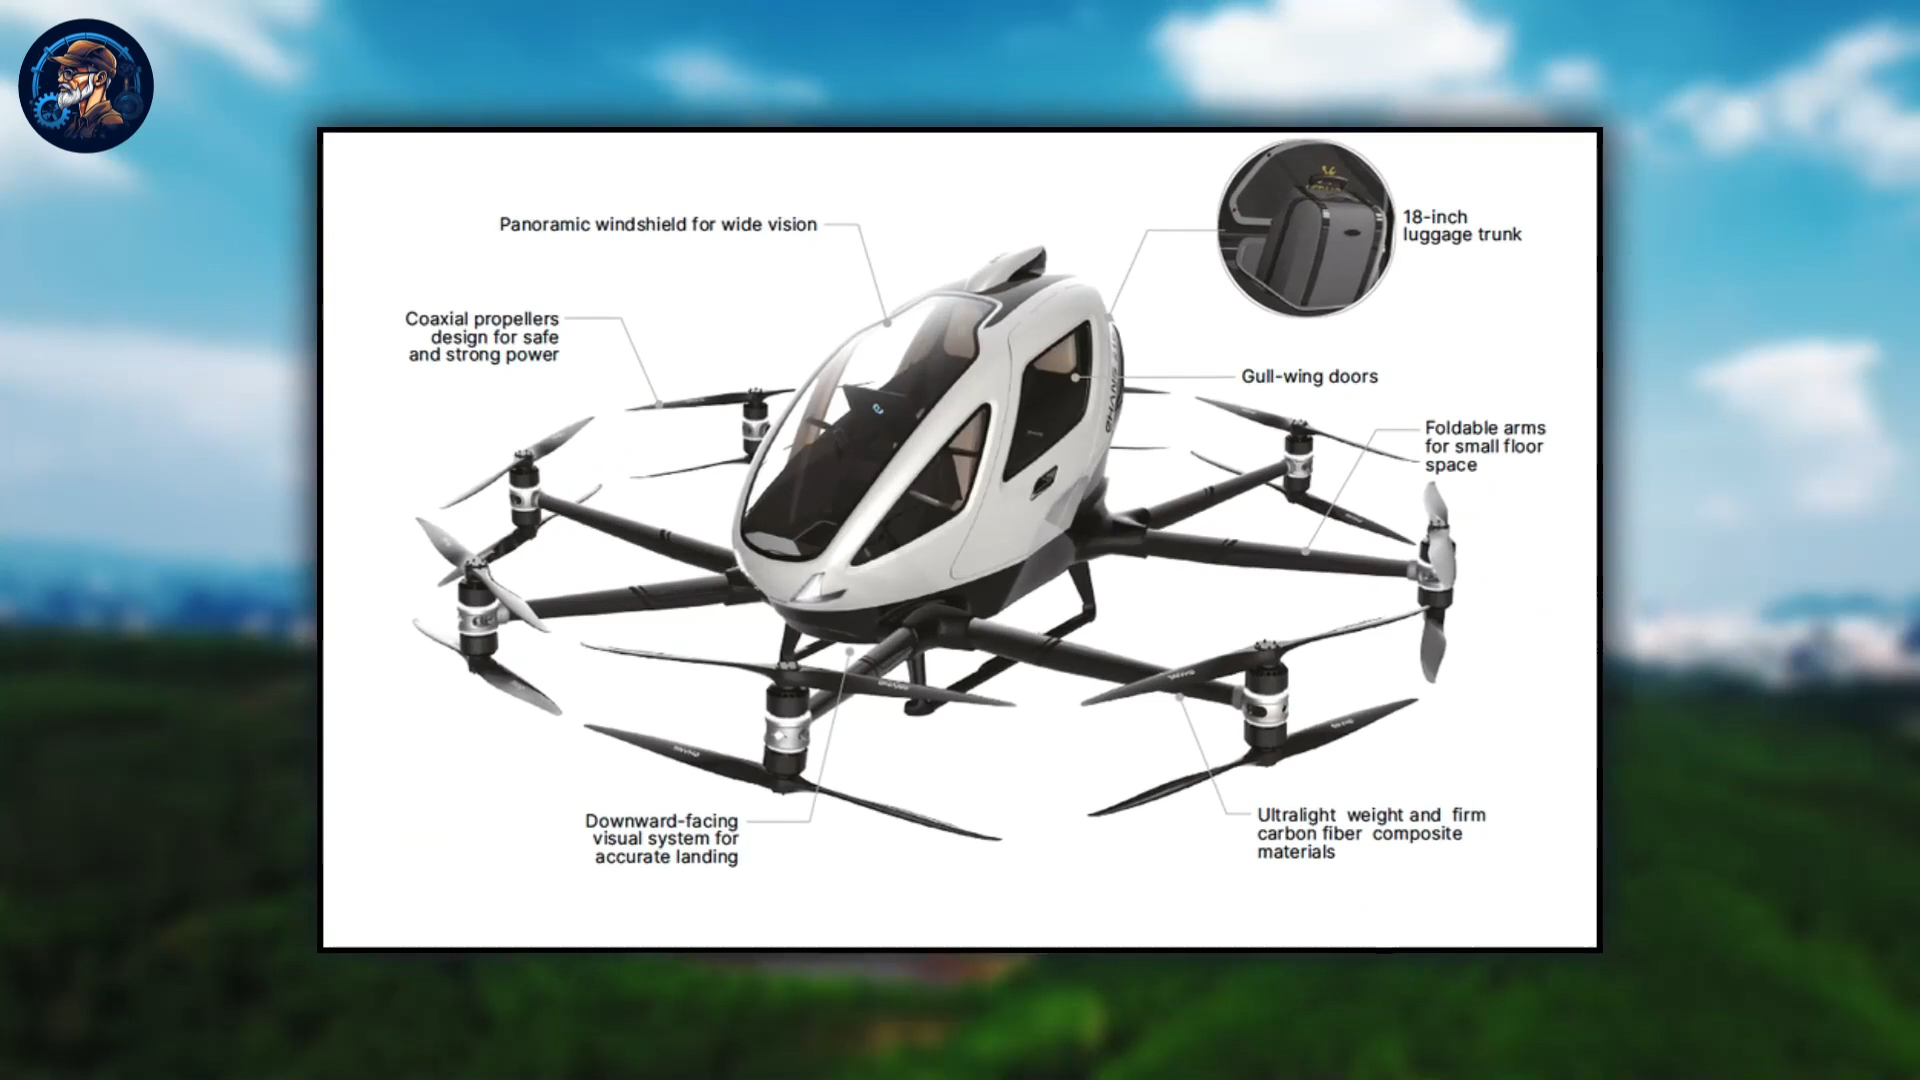 Panoramic windshield for wide vision
18-inch
luggage trunk
Coaxial propellers
design for safe
and strong power
Gull-wing doors
Foldable arms
for small floor
space
Downward-facing
visual system for
accurate landing
Ultralight weight and firm
carbon fiber composite
materials